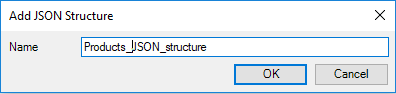 Add JSON Structure
Name
Products_JSON_structure
OK
Cancel